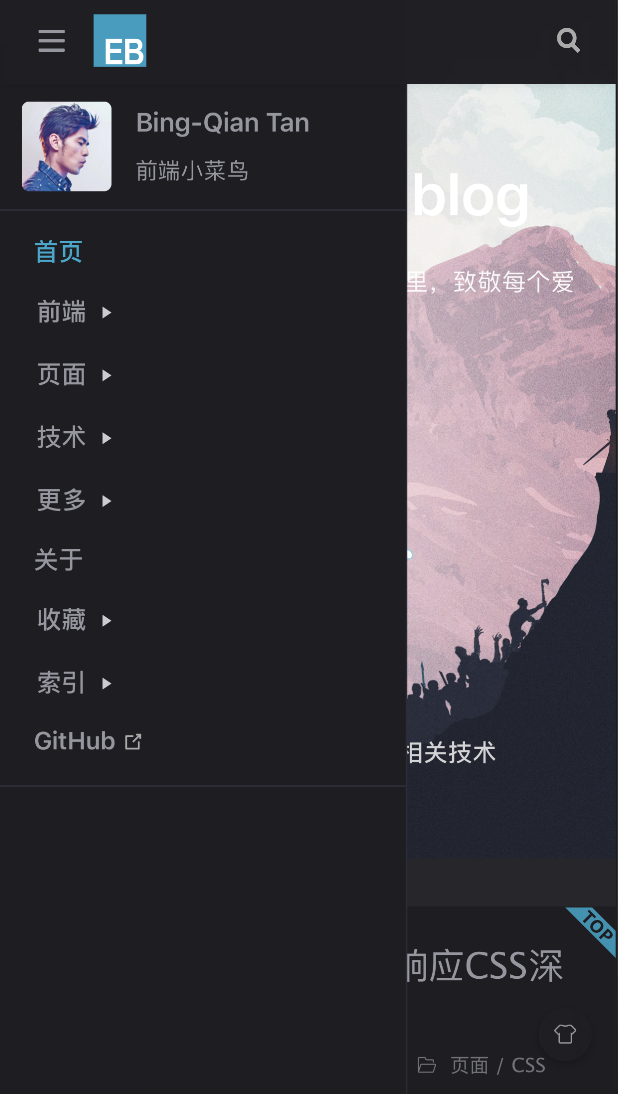 EB
Bing-Qian Tan
前端小菜鸟
首页
前端
页面
技术
更多
关于
收藏
索引
GitHub
blog
里，致敬每个爱
相关技术
TOP
响应CSS深
页面 / CSS